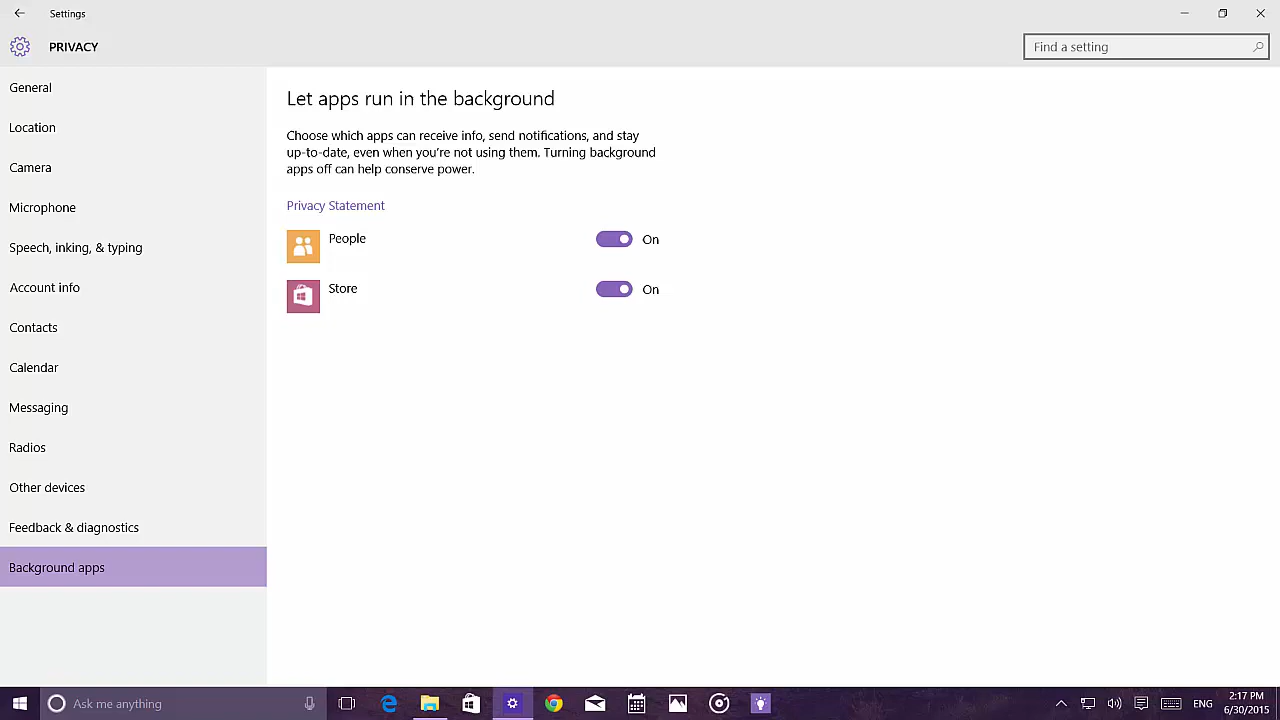 Settings
PRIVACY
Find a setting
General
Location
Camera
Microphone
Speech, inking, & typing
Account info
Contacts
Calendar
Messaging
Radios
Other devices
Feedback & diagnostics
Background apps
Let apps run in the background
Choose which apps can receive info, send notifications, and stay
up-to-date, even when you're not using them. Turning background
apps off can help conserve power.
Privacy Statement
People On
Store On
Ask me anything
ENG
2:17 PM
6/30/2015